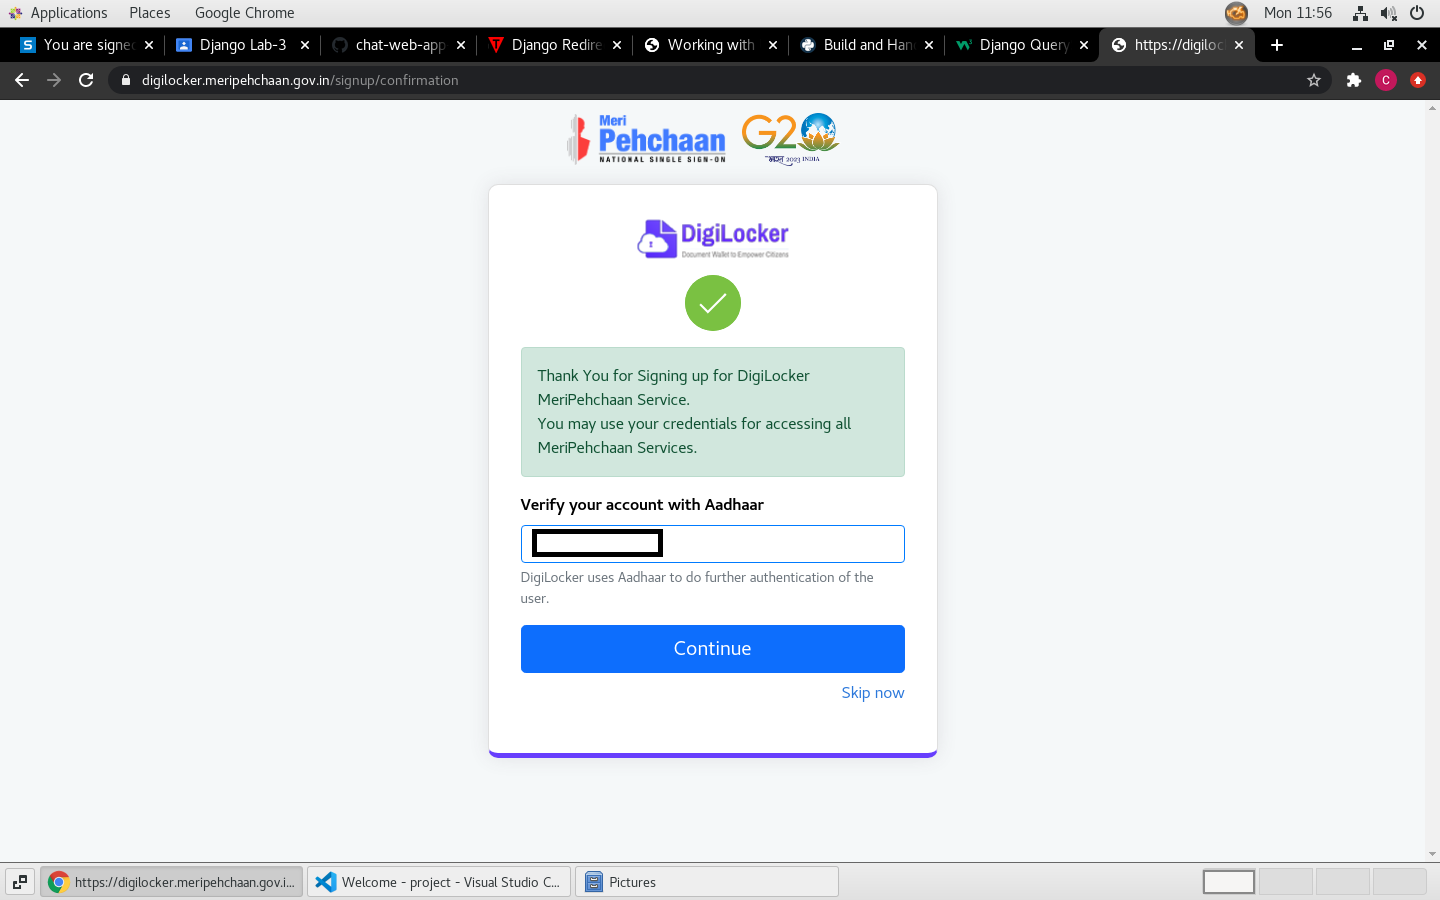 Applications Places Google Chrome Mon 11:56
You are signed Django Lab-3 chat-web-app Django Redire Working with Build and Han Django Query https://digiloc
digilocker.meripehchaan.gov.in/signup/confirmation
Meri
Pehchaan
NATIONAL SINGLE SIGN-ON
G20
2023 INDIA
DigiLocker
Document Wallet to Empower Citizens
Thank You for Signing up for DigiLocker
MeriPehchaan Service.
You may use your credentials for accessing all
MeriPehchaan Services.
Verify your account with Aadhaar
DigiLocker uses Aadhaar to do further authentication of the
user.
Continue
Skip now
https://digilocker.meripehchaan.gov.i... Welcome - project - Visual Studio C... Pictures